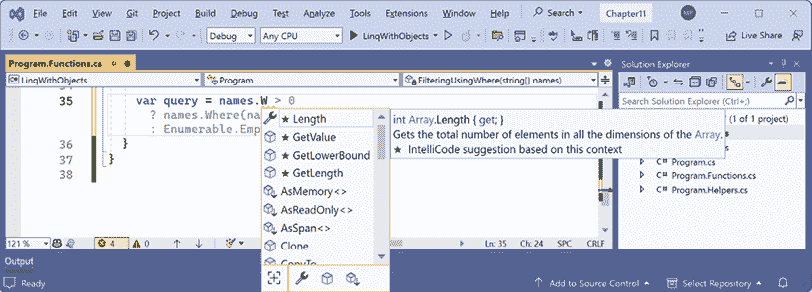 File Edit View Git Project Build Debug Test Analyze Tools Extensions Window Help Search Chapter11
Debug Any CPU LinqWithObjects Live Share
Program.Functions.cs
LinqWithObjects Program FilteringUsingWhere(string[] names)
35 var query = names.W > 0
? names.Where(na
: Enumerable.Emp
36 }
37 }
38
★ Length
★ GetValue
★ GetLowerBound
★ GetLength
AsMemory<>
AsReadOnly<>
AsSpan<>
Clone
CopyTo
int Array.Length { get; }
Gets the total number of elements in all the dimensions of the Array.
★ IntelliCode suggestion based on this context
Solution Explorer
Search Solution Explorer (Ctrl+;)
(1 of 1 project)
Program.cs
Program.Functions.cs
Program.Helpers.cs
121 % 4 0 Ln: 35 Ch: 24 SPC CRLF
Output
Ready Add to Source Control Select Repository